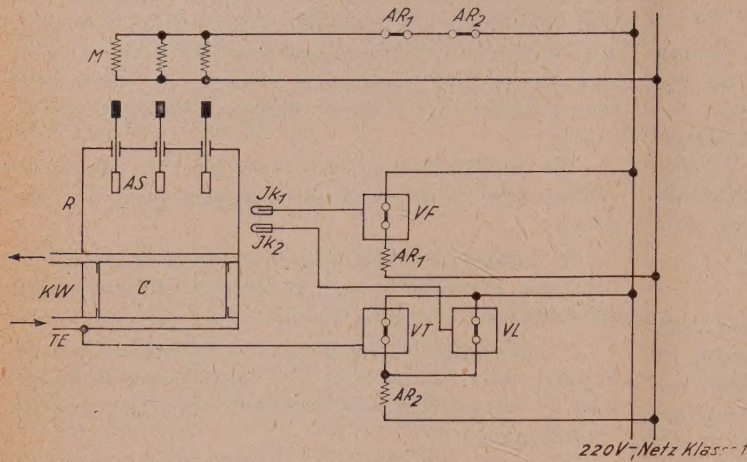 AR₁ AR₂
M
AS
R
Jk₁
Jk₂
VF
AR₁
KW
C
TE
VT
VL
AR₂
220V-Netz